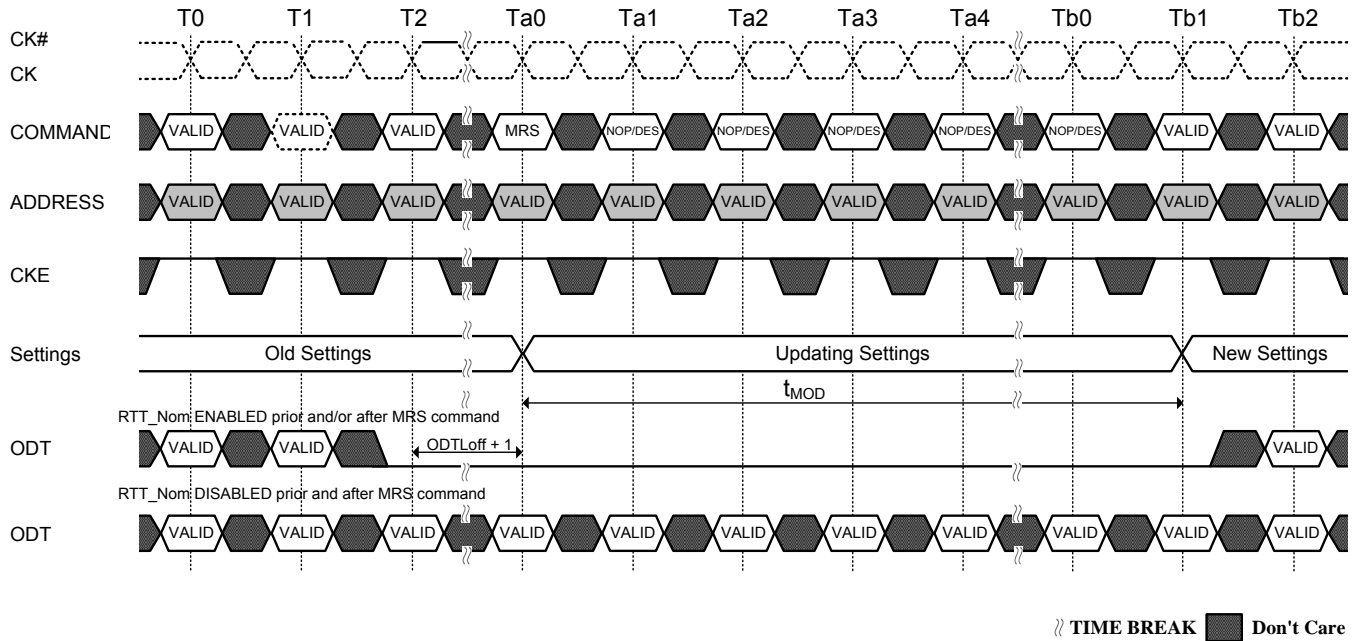 T0 T1 T2 Ta0 Ta1 Ta2 Ta3 Ta4 Tb0 Tb1 Tb2
CK#
CK
COMMAND VALID VALID VALID MRS NOP/DES NOP/DES NOP/DES NOP/DES NOP/DES VALID VALID
ADDRESS VALID VALID VALID VALID VALID VALID VALID VALID VALID VALID VALID
CKE
Settings Old Settings Updating Settings New Settings
tMOD
RTT_Nom ENABLED prior and/or after MRS command
ODT VALID VALID ODTLoff + 1 VALID
RTT_Nom DISABLED prior and after MRS command
ODT VALID VALID VALID VALID VALID VALID VALID VALID VALID VALID VALID
TIME BREAK Don't Care